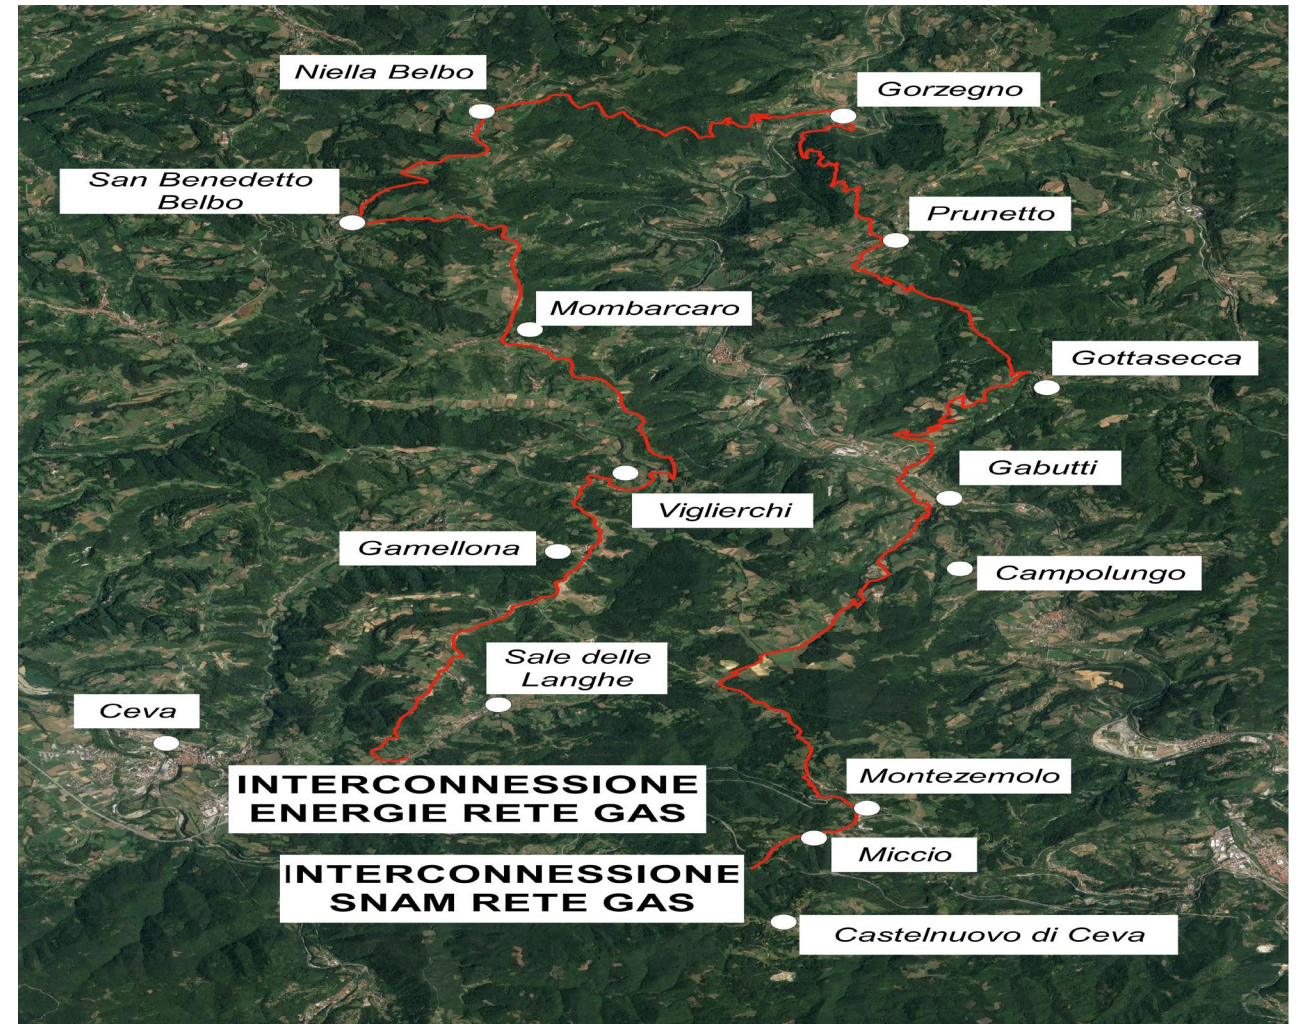 Niella Belbo
Gorzegno
San Benedetto
Belbo
Prunetto
Mombarcaro
Gottasecca
Gabutti
Viglierchi
Gamellona
Campolungo
Sale delle
Langhe
Ceva
INTERCONNESSIONE
ENERGIE RETE GAS
Montezemolo
Miccio
INTERCONNESSIONE
SNAM RETE GAS
Castelnuovo di Ceva